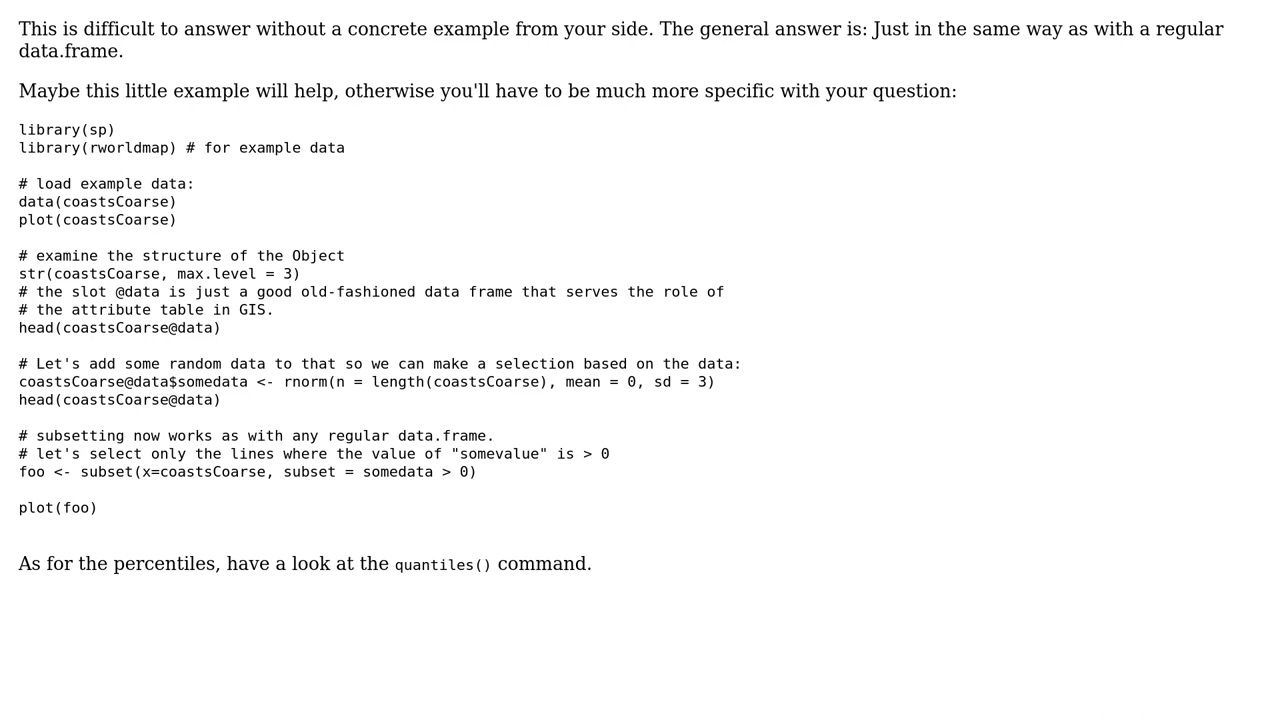 This is difficult to answer without a concrete example from your side. The general answer is: Just in the same way as with a regular
data.frame.
Maybe this little example will help, otherwise you'll have to be much more specific with your question:
library(sp)
library(rworldmap) # for example data
# load example data:
data(coastsCoarse)
plot(coastsCoarse)
# examine the structure of the Object
str(coastsCoarse, max.level = 3)
# the slot @data is just a good old-fashioned data frame that serves the role of
# the attribute table in GIS.
head(coastsCoarse@data)
# Let's add some random data to that so we can make a selection based on the data:
coastsCoarse@data$somedata <- rnorm(n = length(coastsCoarse), mean = 0, sd = 3)
head(coastsCoarse@data)
# subsetting now works as with any regular data.frame.
# let's select only the lines where the value of "somevalue" is > 0
foo <- subset(x=coastsCoarse, subset = somedata > 0)
plot(foo)
As for the percentiles, have a look at the quantiles() command.